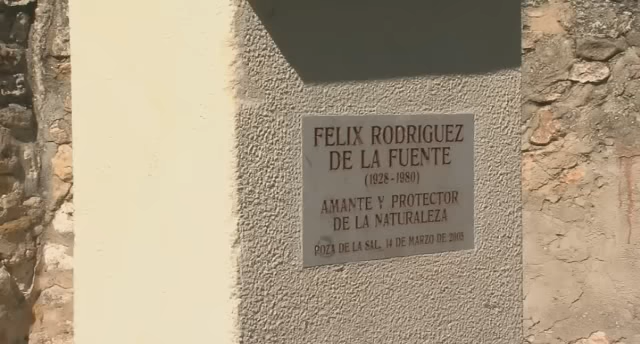 FELIX RODRIGUEZ
DE LA FUENTE
(1928-1980)
AMANTE Y PROTECTOR
DE LA NATURALEZA
POZA DE LA SAL, 14 DE MARZO DE